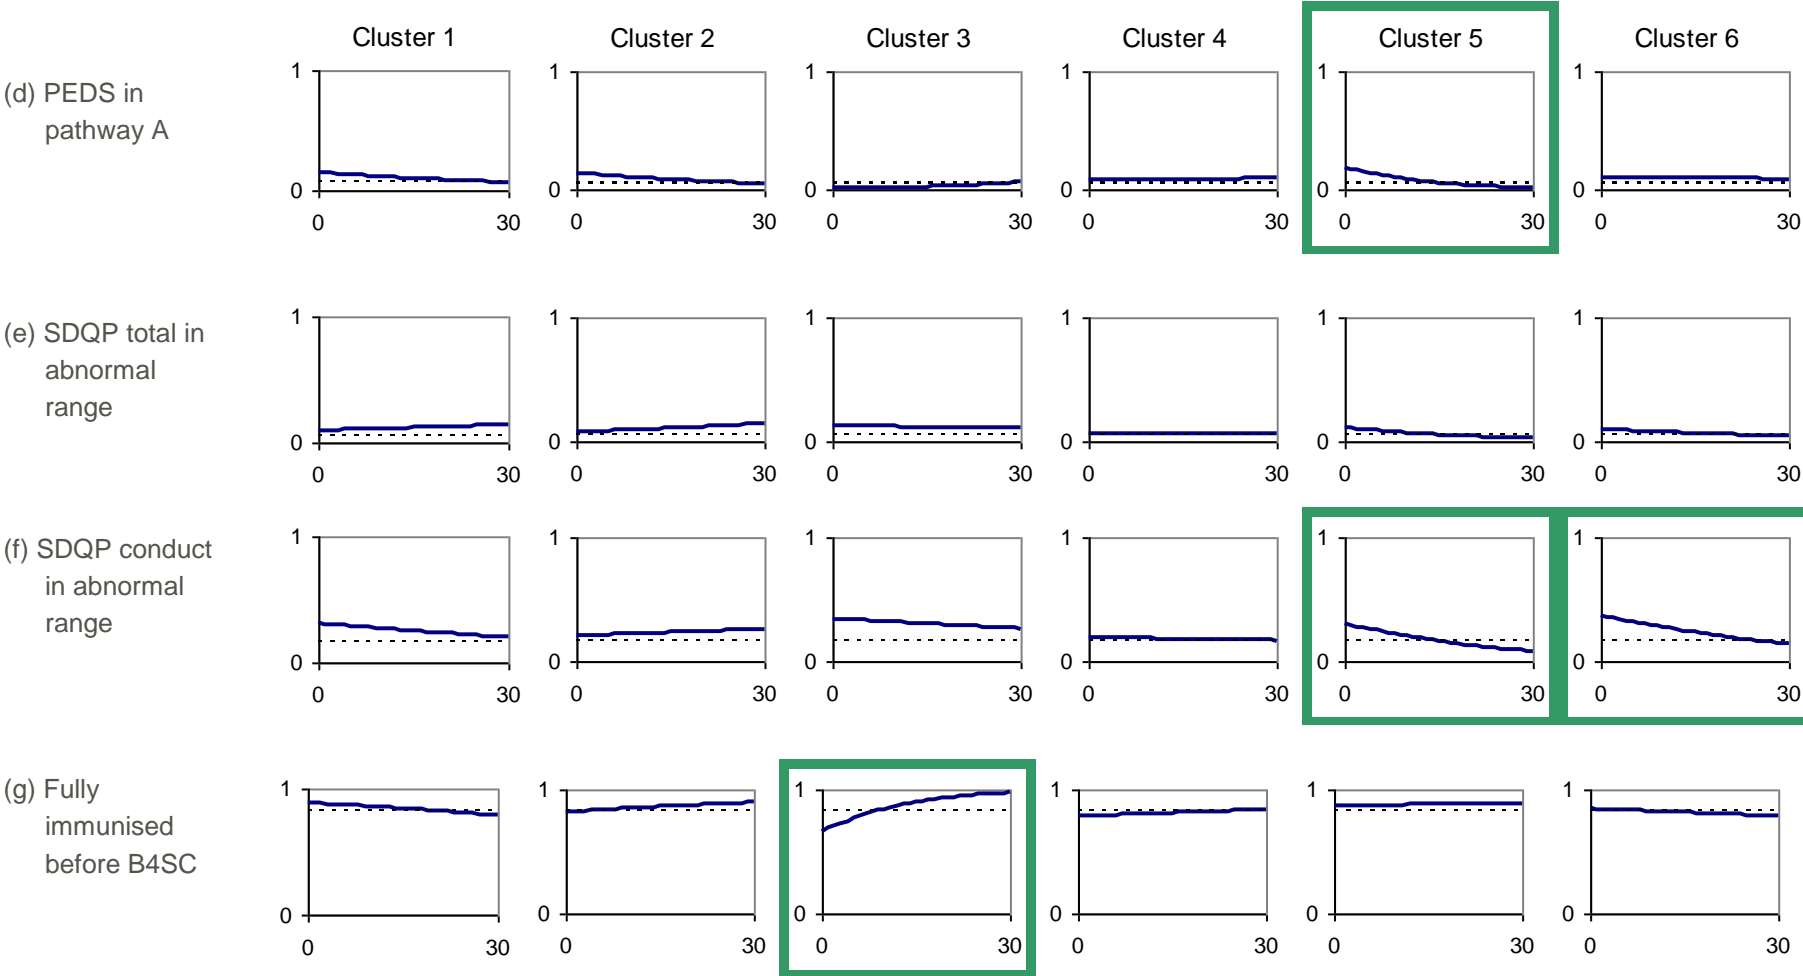 Cluster 1 Cluster 2 Cluster 3 Cluster 4 Cluster 5 Cluster 6
(d) PEDS in
pathway A
1 1 1 1 1 1
0 0 0 0 0 0
0 30 0 30 0 30 0 30 0 30 0 30
(e) SDQP total in
abnormal
range
1 1 1 1 1 1
0 0 0 0 0 0
0 30 0 30 0 30 0 30 0 30 0 30
(f) SDQP conduct
in abnormal
range
1 1 1 1 1 1
0 0 0 0 0 0
0 30 0 30 0 30 0 30 0 30 0 30
(g) Fully
immunised
before B4SC
1 1 1 1 1 1
0 0 0 0 0 0
0 30 0 30 0 30 0 30 0 30 0 30